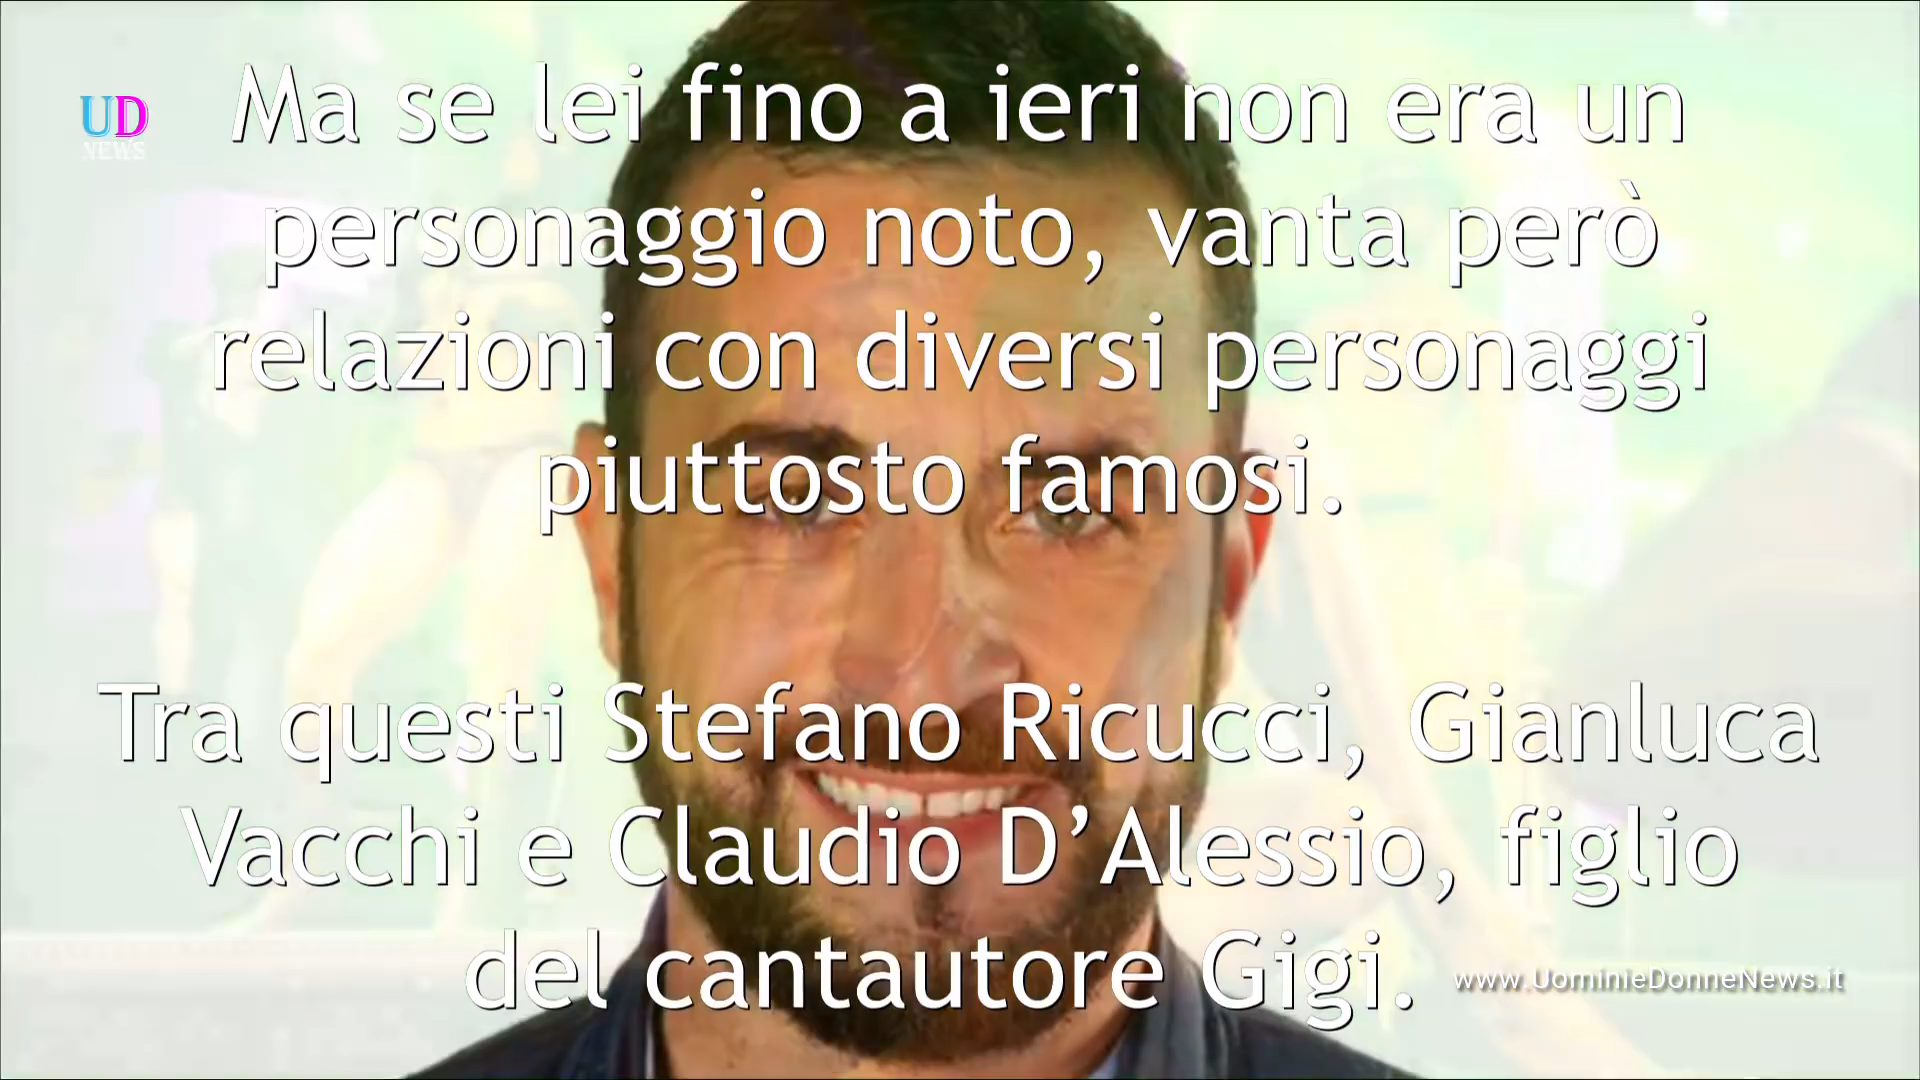 UD
NEWS
Ma se lei fino a ieri non era un
personaggio noto, vanta però
relazioni con diversi personaggi
piuttosto famosi.
Tra questi Stefano Ricucci, Gianluca
Vacchi e Claudio D’Alessio, figlio
del cantautore Gigi.
www.UominieDonneNews.it